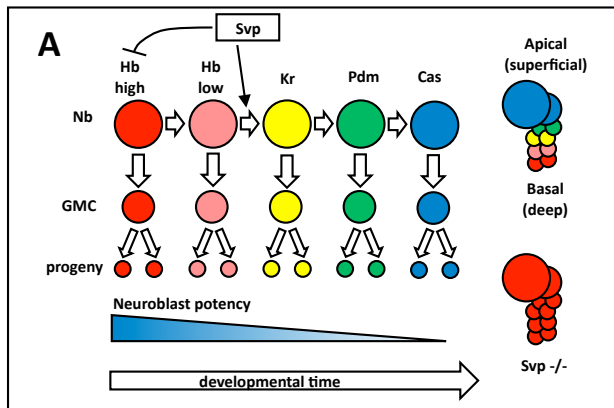 A
Svp
Hb
high
Hb
low
Kr
Pdm
Cas
Apical
(superficial)
Nb
Basal
(deep)
GMC
progeny
Neuroblast potency
developmental time
Svp -/-